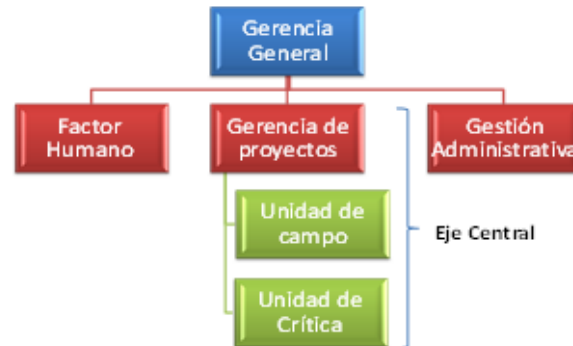 Gerencia
General
Factor
Humano
Gerencia de
proyectos
Gestión
Administrativa
Unidad de
campo
Eje Central
Unidad de
Crítica